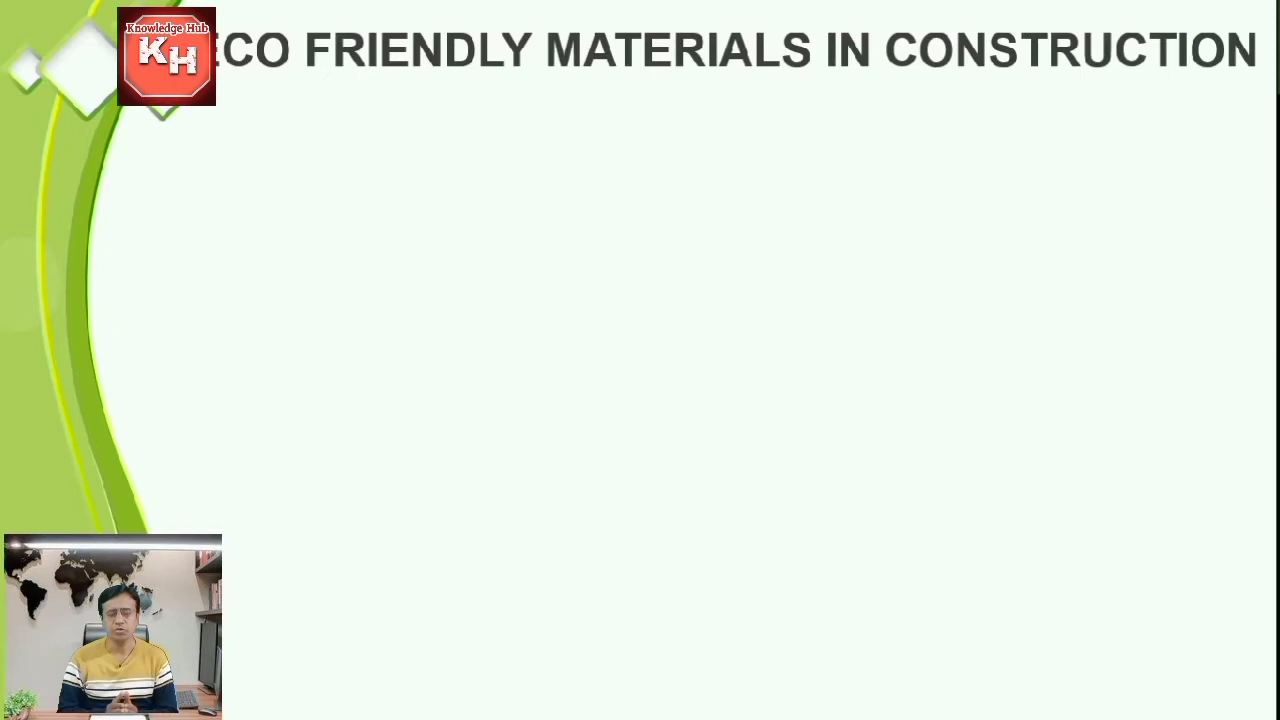 Knowledge Hub
KH
ECO FRIENDLY MATERIALS IN CONSTRUCTION